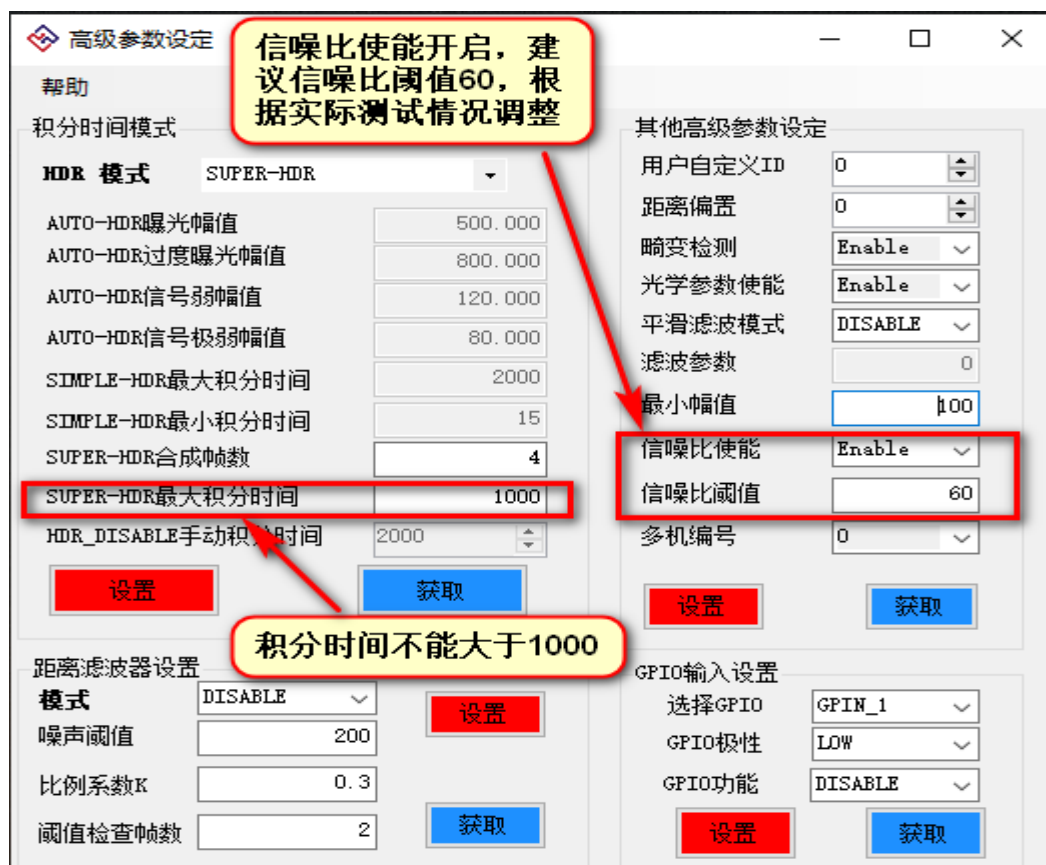 高级参数设定
信噪比使能开启，建
议信噪比阈值60，根
据实际测试情况调整
帮助
积分时间模式
HDR 模式 SUPER-HDR
AUTO-HDR曝光幅值 500.000
AUTO-HDR过度曝光幅值 800.000
AUTO-HDR信号弱幅值 120.000
AUTO-HDR信号极弱幅值 80.000
SIMPLE-HDR最大积分时间 2000
SIMPLE-HDR最小积分时间 15
SUPER-HDR合成帧数 4
SUPER-HDR最大积分时间 1000
HDR_DISABLE手动积分时间 2000
设置 获取
积分时间不能大于1000
其他高级参数设定
用户自定义ID 0
距离偏置 0
畸变检测 Enable
光学参数使能 Enable
平滑滤波模式 DISABLE
滤波参数 0
最小幅值 100
信噪比使能 Enable
信噪比阈值 60
多机编号 0
设置 获取
距离滤波器设置
模式 DISABLE 设置
噪声阈值 200
比例系数K 0.3
阈值检查帧数 2 获取
GPIO输入设置
选择GPIO GPIN_1
GPIO极性 LOW
GPIO功能 DISABLE
设置 获取